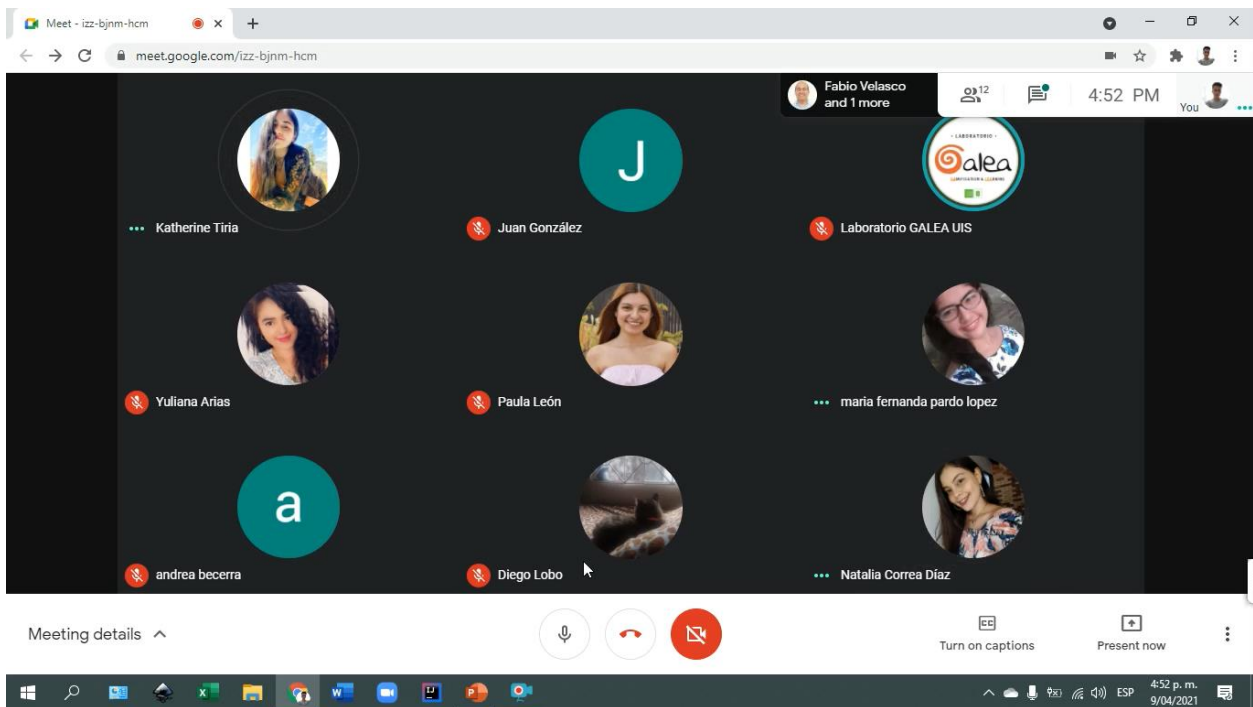 Meet - izz-bjnm-hcm
meet.google.com/izz-bjnm-hcm
Fabio Velasco
and 1 more
12
4:52 PM
You
J
- LABORATORIO -
Galea
Katherine Tiria
Juan González
Laboratorio GALEA UIS
Yuliana Arias
Paula León
maria fernanda pardo lopez
a
andrea becerra
Diego Lobo
Natalia Correa Díaz
Meeting details
CC
Turn on captions
Present now
ESP
4:52 p. m.
9/04/2021